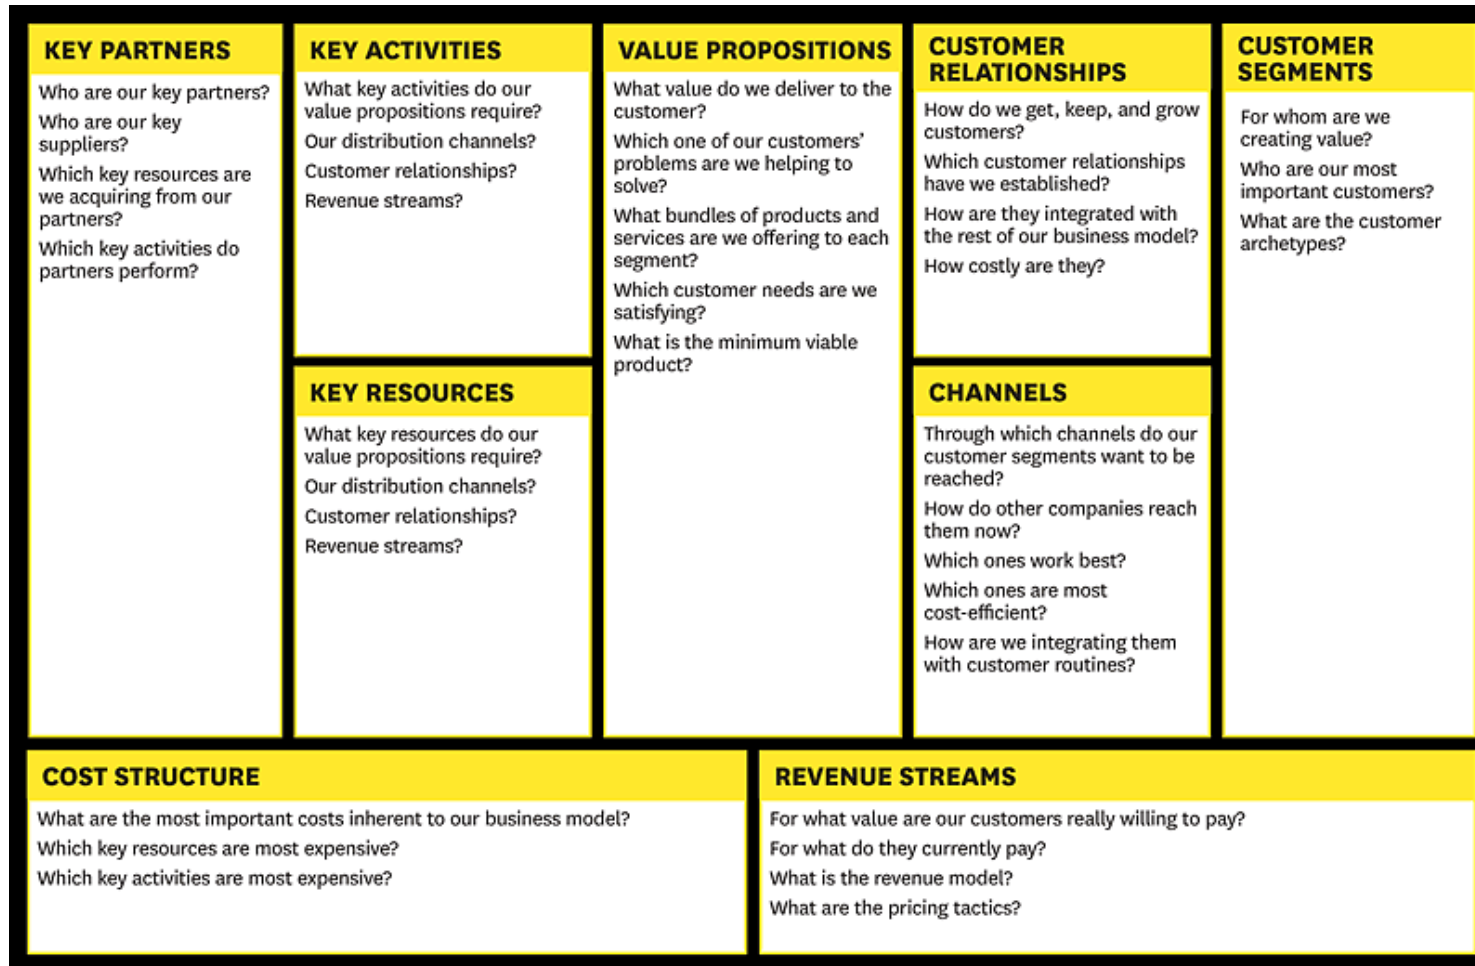 KEY PARTNERS
Who are our key partners?
Who are our key
suppliers?
Which key resources are
we acquiring from our
partners?
Which key activities do
partners perform?
KEY ACTIVITIES
What key activities do our
value propositions require?
Our distribution channels?
Customer relationships?
Revenue streams?
KEY RESOURCES
What key resources do our
value propositions require?
Our distribution channels?
Customer relationships?
Revenue streams?
VALUE PROPOSITIONS
What value do we deliver to the
customer?
Which one of our customers’
problems are we helping to
solve?
What bundles of products and
services are we offering to each
segment?
Which customer needs are we
satisfying?
What is the minimum viable
product?
CUSTOMER
RELATIONSHIPS
How do we get, keep, and grow
customers?
Which customer relationships
have we established?
How are they integrated with
the rest of our business model?
How costly are they?
CHANNELS
Through which channels do our
customer segments want to be
reached?
How do other companies reach
them now?
Which ones work best?
Which ones are most
cost-efficient?
How are we integrating them
with customer routines?
CUSTOMER
SEGMENTS
For whom are we
creating value?
Who are our most
important customers?
What are the customer
archetypes?
COST STRUCTURE
What are the most important costs inherent to our business model?
Which key resources are most expensive?
Which key activities are most expensive?
REVENUE STREAMS
For what value are our customers really willing to pay?
For what do they currently pay?
What is the revenue model?
What are the pricing tactics?